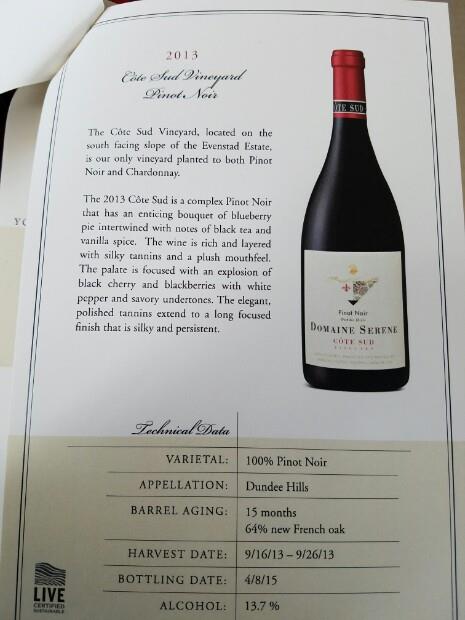 2013
Côte Sud Vineyard
Pinot Noir
The Côte Sud Vineyard, located on the
south facing slope of the Evenstad Estate,
is our only vineyard planted to both Pinot
Noir and Chardonnay.
The 2013 Côte Sud is a complex Pinot Noir
that has an enticing bouquet of blueberry
pie intertwined with notes of black tea and
vanilla spice. The wine is rich and layered
with silky tannins and a plush mouthfeel.
The palate is focused with an explosion of
black cherry and blackberries with white
pepper and savory undertones. The elegant,
polished tannins extend to a long focused
finish that is silky and persistent.
ÔTE SUD
Pinot Noir
DOMAINE SERENE
CÔTE SUD
VINEYARD
YO
Technical Data
VARIETAL: 100% Pinot Noir
APPELLATION: Dundee Hills
BARREL AGING: 15 months
64% new French oak
HARVEST DATE: 9/16/13 – 9/26/13
BOTTLING DATE: 4/8/15
ALCOHOL: 13.7 %
LIVE
CERTIFIED
SUSTAINABLE